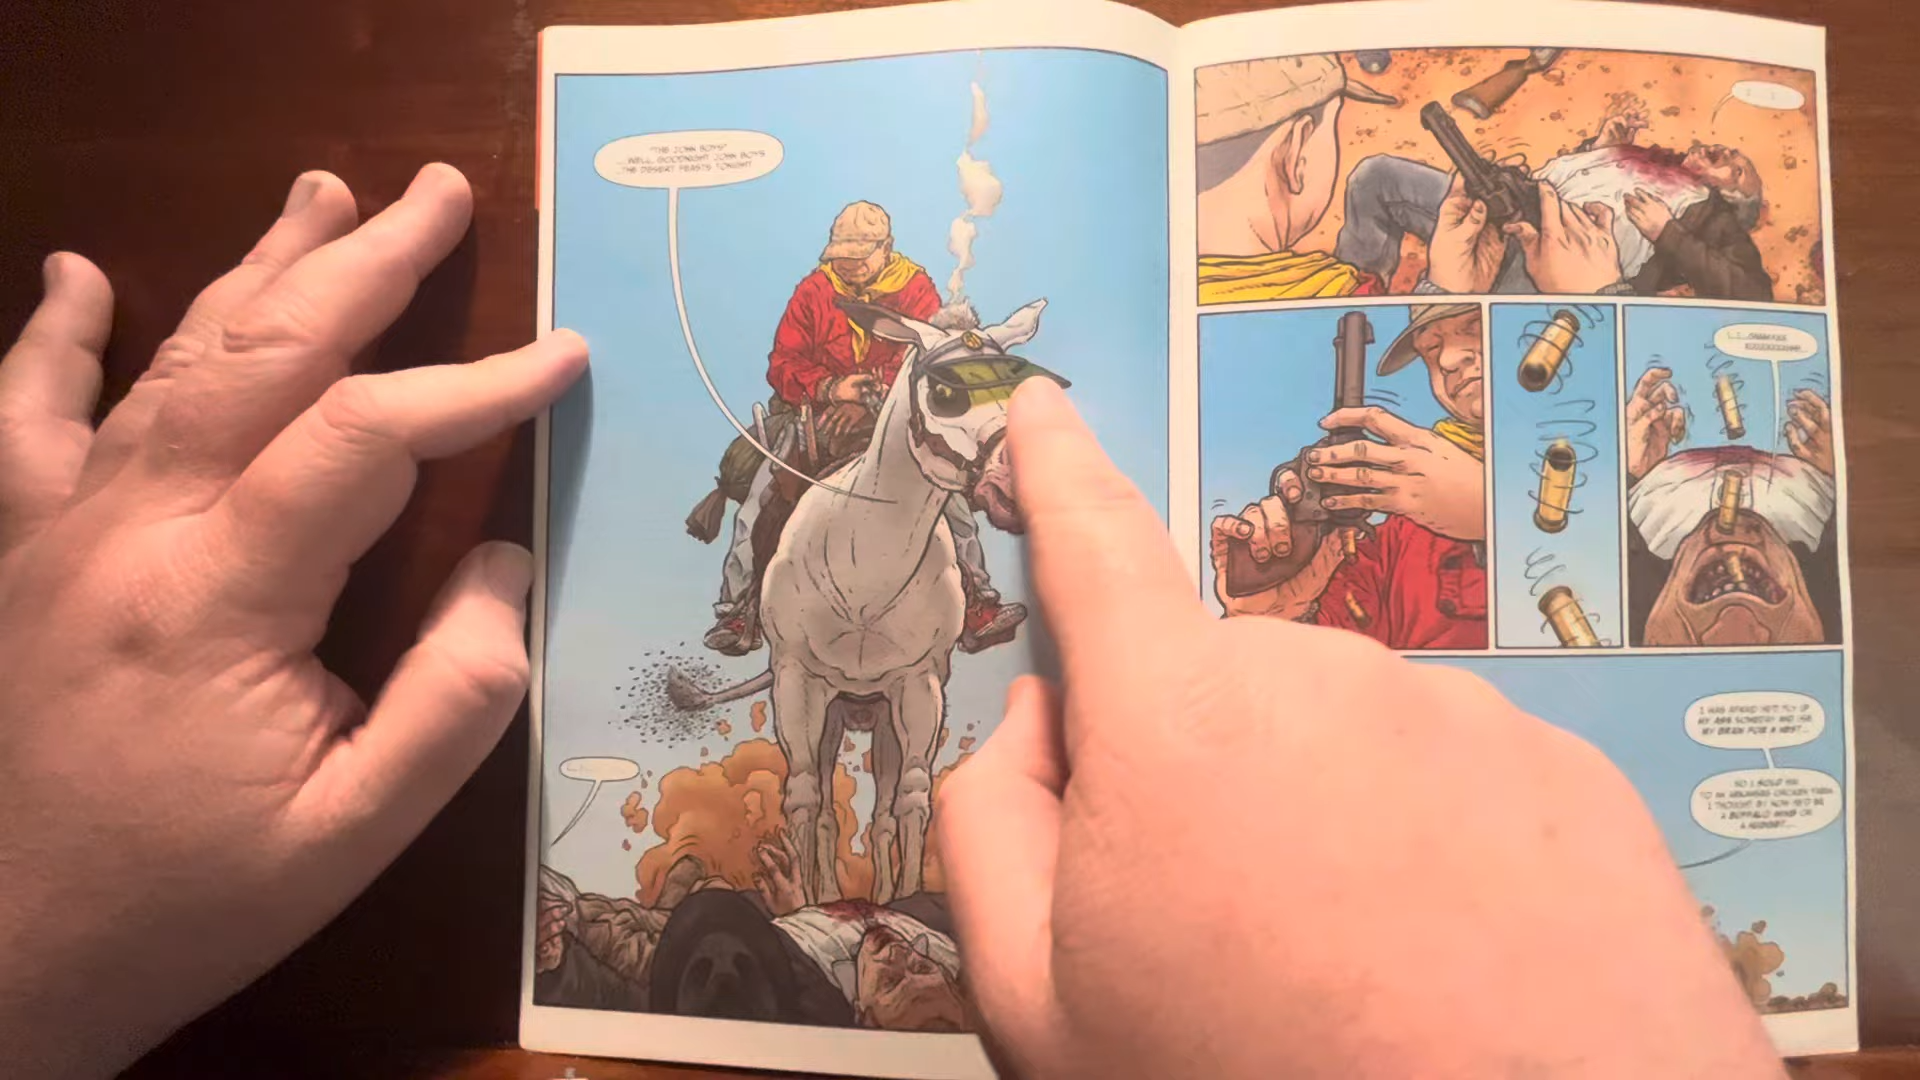 "THE JOHN BOYS"
...WELL, GOODNIGHT JOHN BOYS
...THE DESERT FEASTS TONIGHT
I WAS AFRAID HE'D FLY UP
MY ASS SOMEDAY AND USE
MY BRAIN FOR A NEST...
SO I SOLD HIM
TO AN ARKANSAS CHICKEN FARM
I THOUGHT BY NOW HE'D BE
A BUFFALO WING OR
A NUGGET...